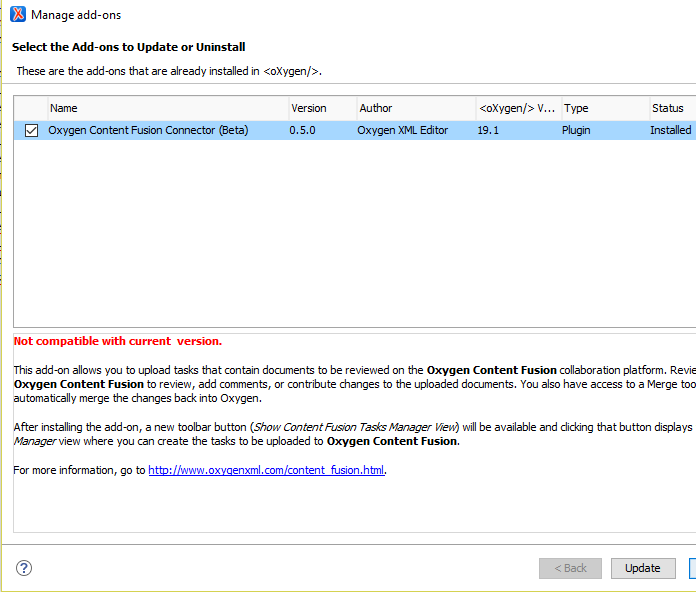 Manage add-ons
Select the Add-ons to Update or Uninstall
These are the add-ons that are already installed in <oXygen/>.
Name Version Author <oXygen/> V... Type Status
Oxygen Content Fusion Connector (Beta) 0.5.0 Oxygen XML Editor 19.1 Plugin Installed
Not compatible with current version.
This add-on allows you to upload tasks that contain documents to be reviewed on the Oxygen Content Fusion collaboration platform. Revie
Oxygen Content Fusion to review, add comments, or contribute changes to the uploaded documents. You also have access to a Merge too
automatically merge the changes back into Oxygen.
After installing the add-on, a new toolbar button (Show Content Fusion Tasks Manager View) will be available and clicking that button displays
Manager view where you can create the tasks to be uploaded to Oxygen Content Fusion.
For more information, go to http://www.oxygenxml.com/content_fusion.html.
? < Back Update